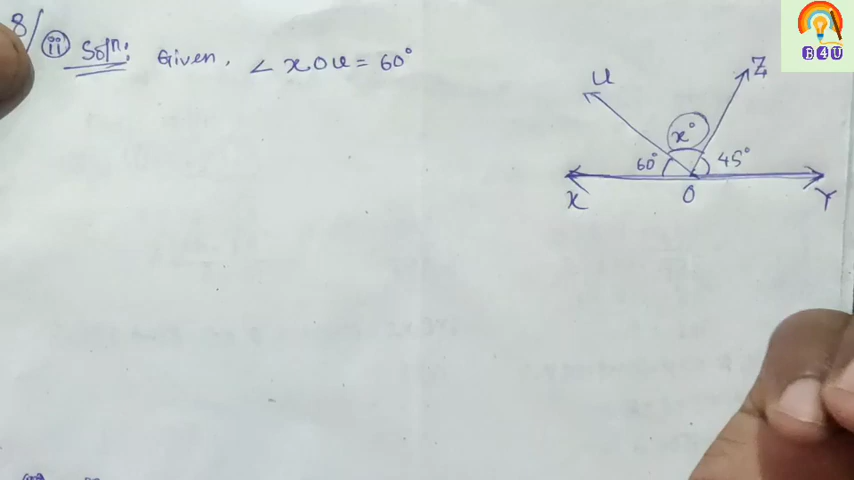 8/
ii Soln: Given, ∠ XOU = 60°
U
Z
x°
60° 45°
X O Y
B4U